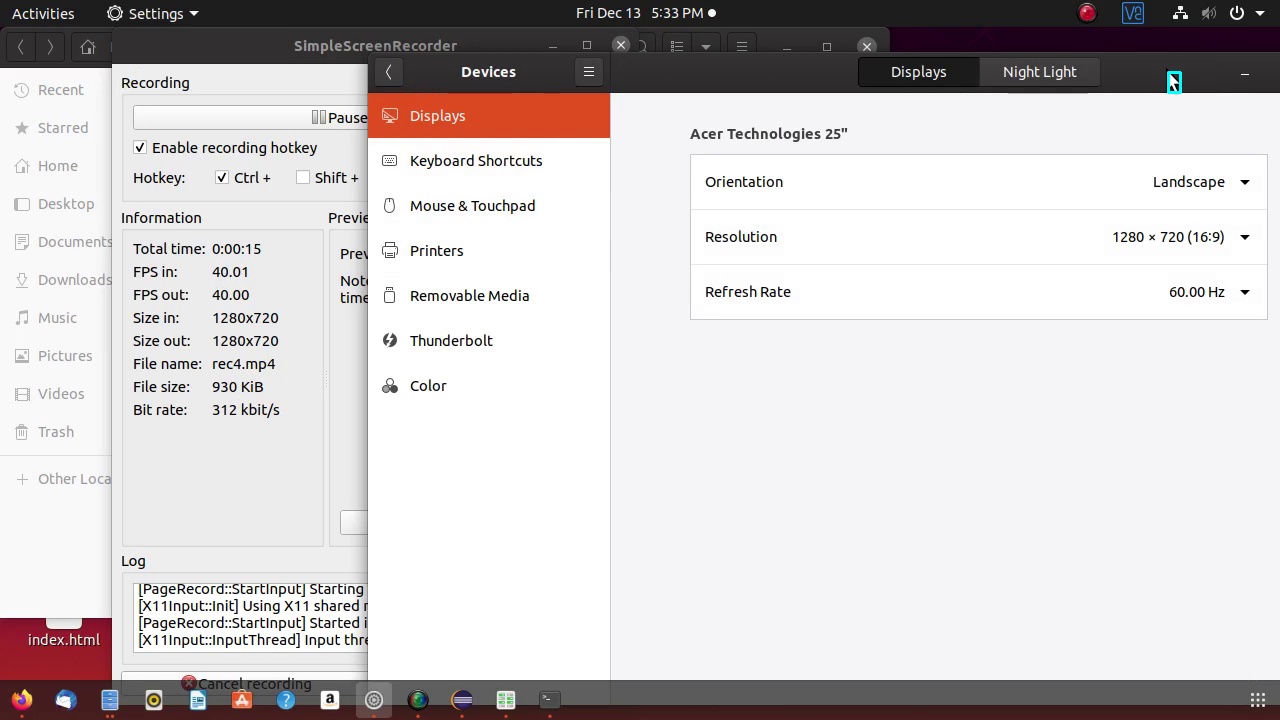 Activities
Settings
Fri Dec 13 5:33 PM
SimpleScreenRecorder
Devices
Displays
Night Light
Recent
Starred
Home
Desktop
Documents
Downloads
Music
Pictures
Videos
Trash
Other Loca
index.html
Recording
Pause
Enable recording hotkey
Hotkey: Ctrl + Shift +
Information
Total time: 0:00:15
FPS in: 40.01
FPS out: 40.00
Size in: 1280x720
Size out: 1280x720
File name: rec4.mp4
File size: 930 KiB
Bit rate: 312 kbit/s
Previe
Prev
Note
time
Log
[PageRecord::StartInput] Starting
[X11Input::Init] Using X11 shared
[PageRecord::StartInput] Started i
[X11Input::InputThread] Input thre
Cancel recording
Displays
Keyboard Shortcuts
Mouse & Touchpad
Printers
Removable Media
Thunderbolt
Color
Acer Technologies 25"
Orientation Landscape
Resolution 1280 × 720 (16:9)
Refresh Rate 60.00 Hz